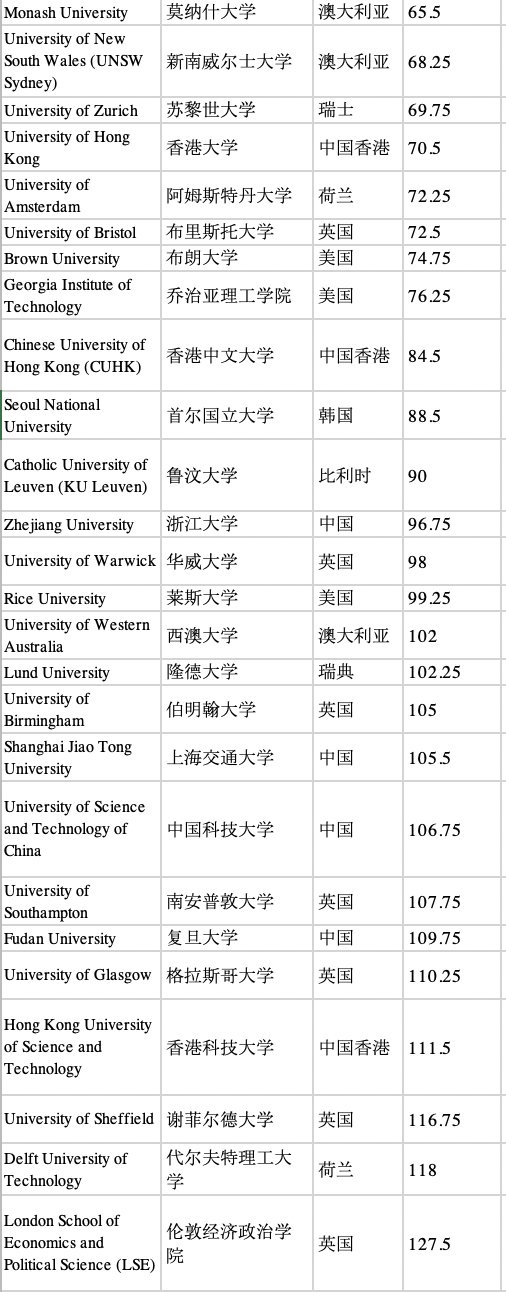 Monash University 莫纳什大学 澳大利亚 65.5
University of New
South Wales (UNSW 新南威尔士大学 澳大利亚 68.25
Sydney)
University of Zurich 苏黎世大学 瑞士 69.75
University of Hong
Kong 香港大学 中国香港 70.5
University of
Amsterdam 阿姆斯特丹大学 荷兰 72.25
University of Bristol 布里斯托大学 英国 72.5
Brown University 布朗大学 美国 74.75
Georgia Institute of
Technology 乔治亚理工学院 美国 76.25
Chinese University of
Hong Kong (CUHK) 香港中文大学 中国香港 84.5
Seoul National
University 首尔国立大学 韩国 88.5
Catholic University of
Leuven (KU Leuven) 鲁汶大学 比利时 90
Zhejiang University 浙江大学 中国 96.75
University of Warwick 华威大学 英国 98
Rice University 莱斯大学 美国 99.25
University of Western
Australia 西澳大学 澳大利亚 102
Lund University 隆德大学 瑞典 102.25
University of
Birmingham 伯明翰大学 英国 105
Shanghai Jiao Tong
University 上海交通大学 中国 105.5
University of Science
and Technology of 中国科技大学 中国 106.75
China
University of
Southampton 南安普敦大学 英国 107.75
Fudan University 复旦大学 中国 109.75
University of Glasgow 格拉斯哥大学 英国 110.25
Hong Kong University
of Science and 香港科技大学 中国香港 111.5
Technology
University of Sheffield 谢菲尔德大学 英国 116.75
Delft University of 代尔夫特理工大
Technology 学 荷兰 118
London School of 伦敦经济政治学
Economics and 院 英国 127.5
Political Science (LSE)